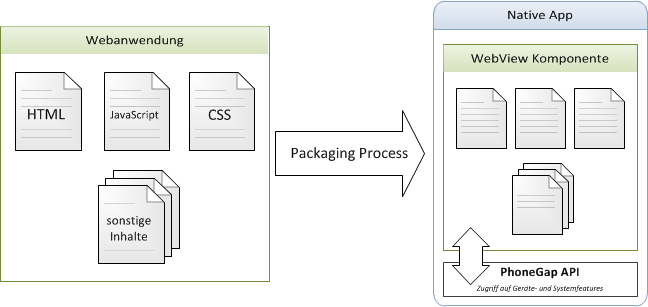 Webanwendung
HTML
JavaScript
CSS
sonstige
Inhalte
Packaging Process
Native App
WebView Komponente
PhoneGap API
Zugriff auf Geräte- und Systemfeatures